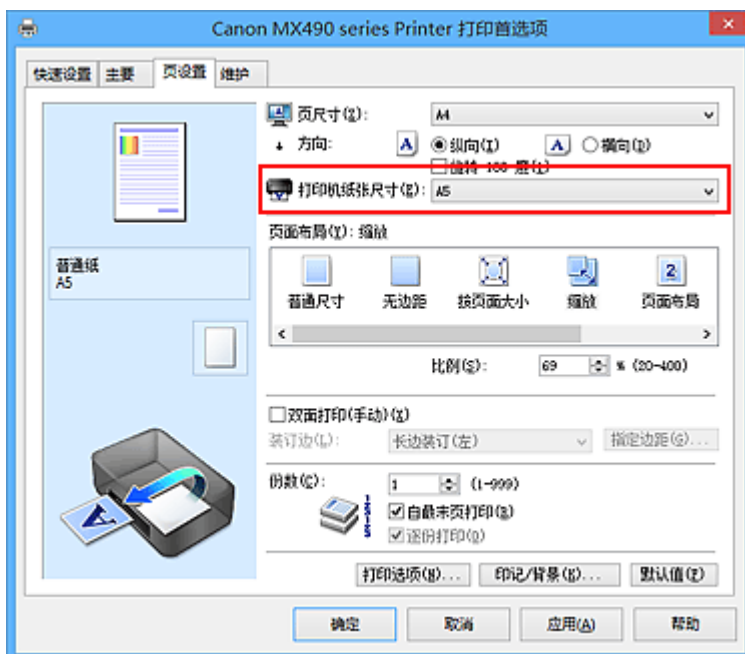 Canon MX490 series Printer 打印首选项
快速设置 主要 页设置 维护
页尺寸(Z): A4
方向: A 纵向(I) A 横向(D)
旋转 180 度(1)
打印机纸张尺寸(E): A5
页面布局(Y): 缩放
普通纸
A5
2
普通尺寸 无边距 按页面大小 缩放 页面布局
比例(S): 69 % (20-400)
双面打印(手动)(X)
装订边(L): 长边装订(左) 指定边距(G)...
份数(C): 1 (1-999)
自最末页打印(R)
逐份打印(O)
A
打印选项(N)... 印记/背景(K)... 默认值(F)
确定 取消 应用(A) 帮助